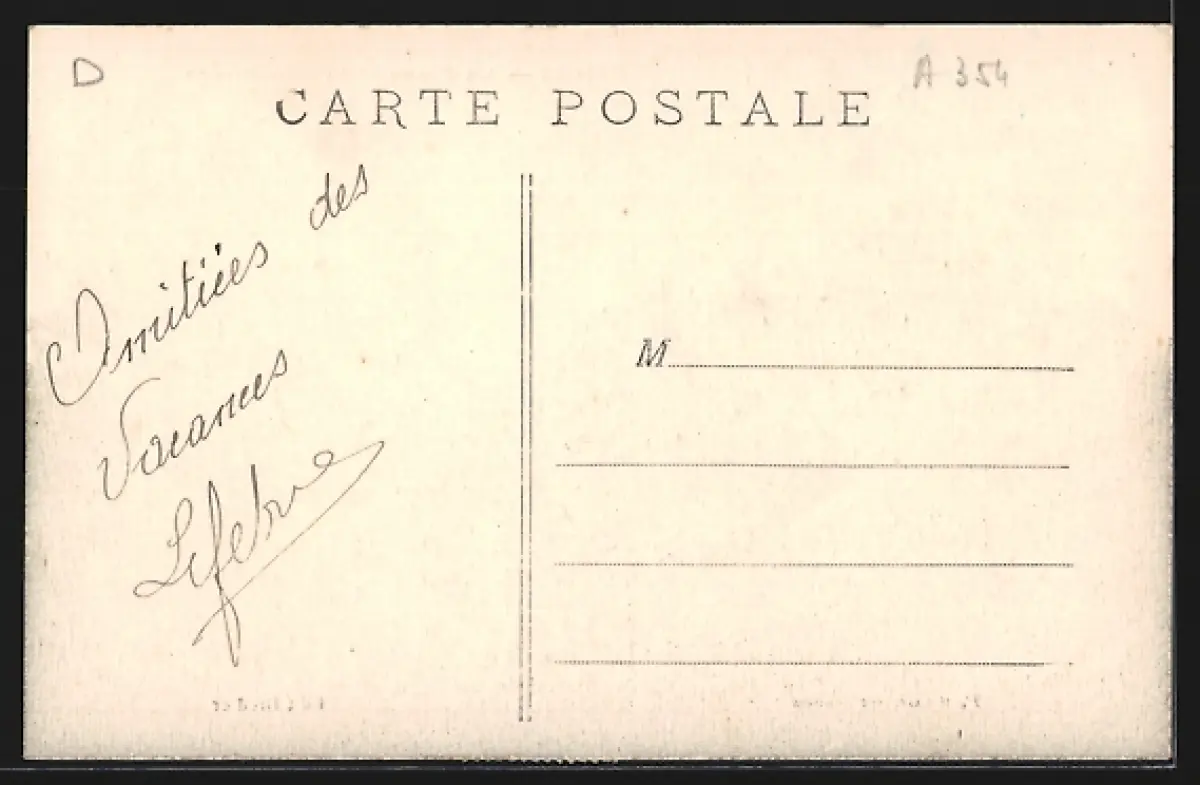 D
A 354
CARTE POSTALE
Amitiées des
Vacances
Lefebvre
M